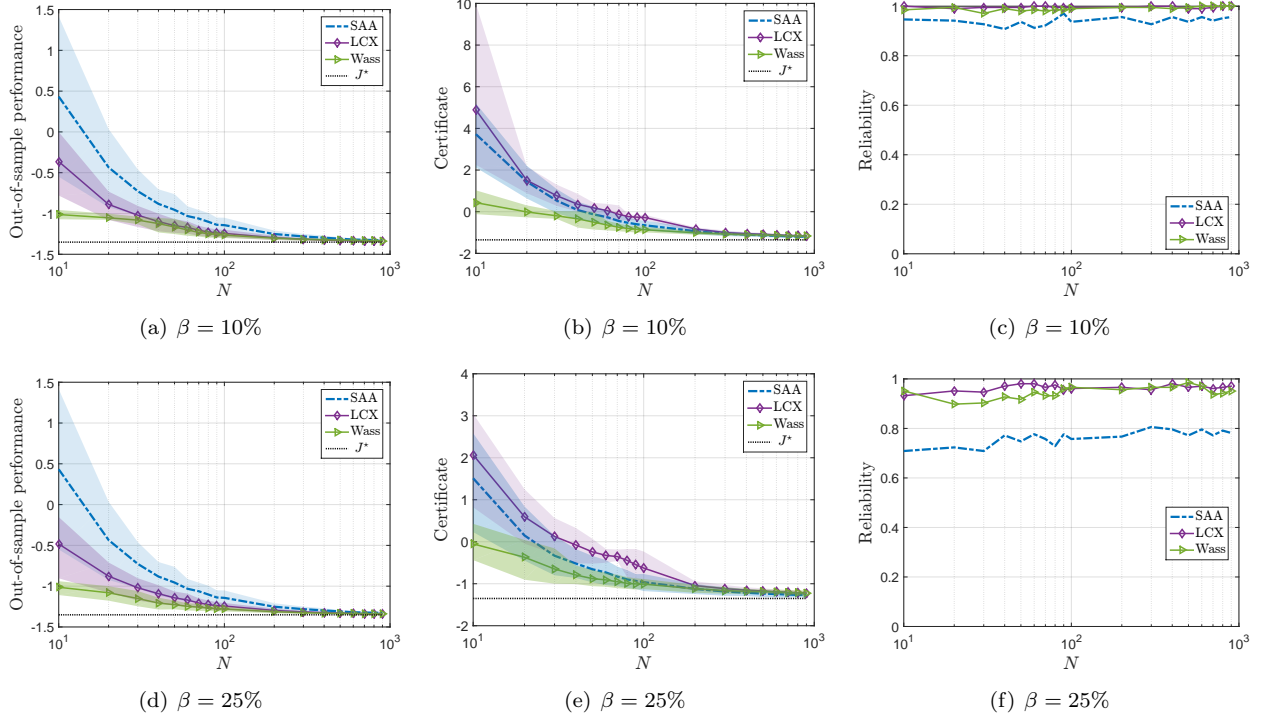 1.5
1
0.5
0
-0.5
-1.0
-1.5
Out-of-sample performance
SAA
LCX
Wass
J*
10^1
10^2
10^3
N
(a) β = 10%
10
8
6
4
2
0
-2
Certificate
SAA
LCX
Wass
J*
10^1
10^2
10^3
N
(b) β = 10%
1
0.8
0.6
0.4
0.2
0
Reliability
SAA
LCX
Wass
10^1
10^2
10^3
N
(c) β = 10%
1.5
1
0.5
0
-0.5
-1.0
-1.5
Out-of-sample performance
SAA
LCX
Wass
J*
10^1
10^2
10^3
N
(d) β = 25%
4
3
2
1
0
-1
-2
Certificate
SAA
LCX
Wass
J*
10^1
10^2
10^3
N
(e) β = 25%
1
0.8
0.6
0.4
0.2
0
Reliability
SAA
LCX
Wass
10^1
10^2
10^3
N
(f) β = 25%